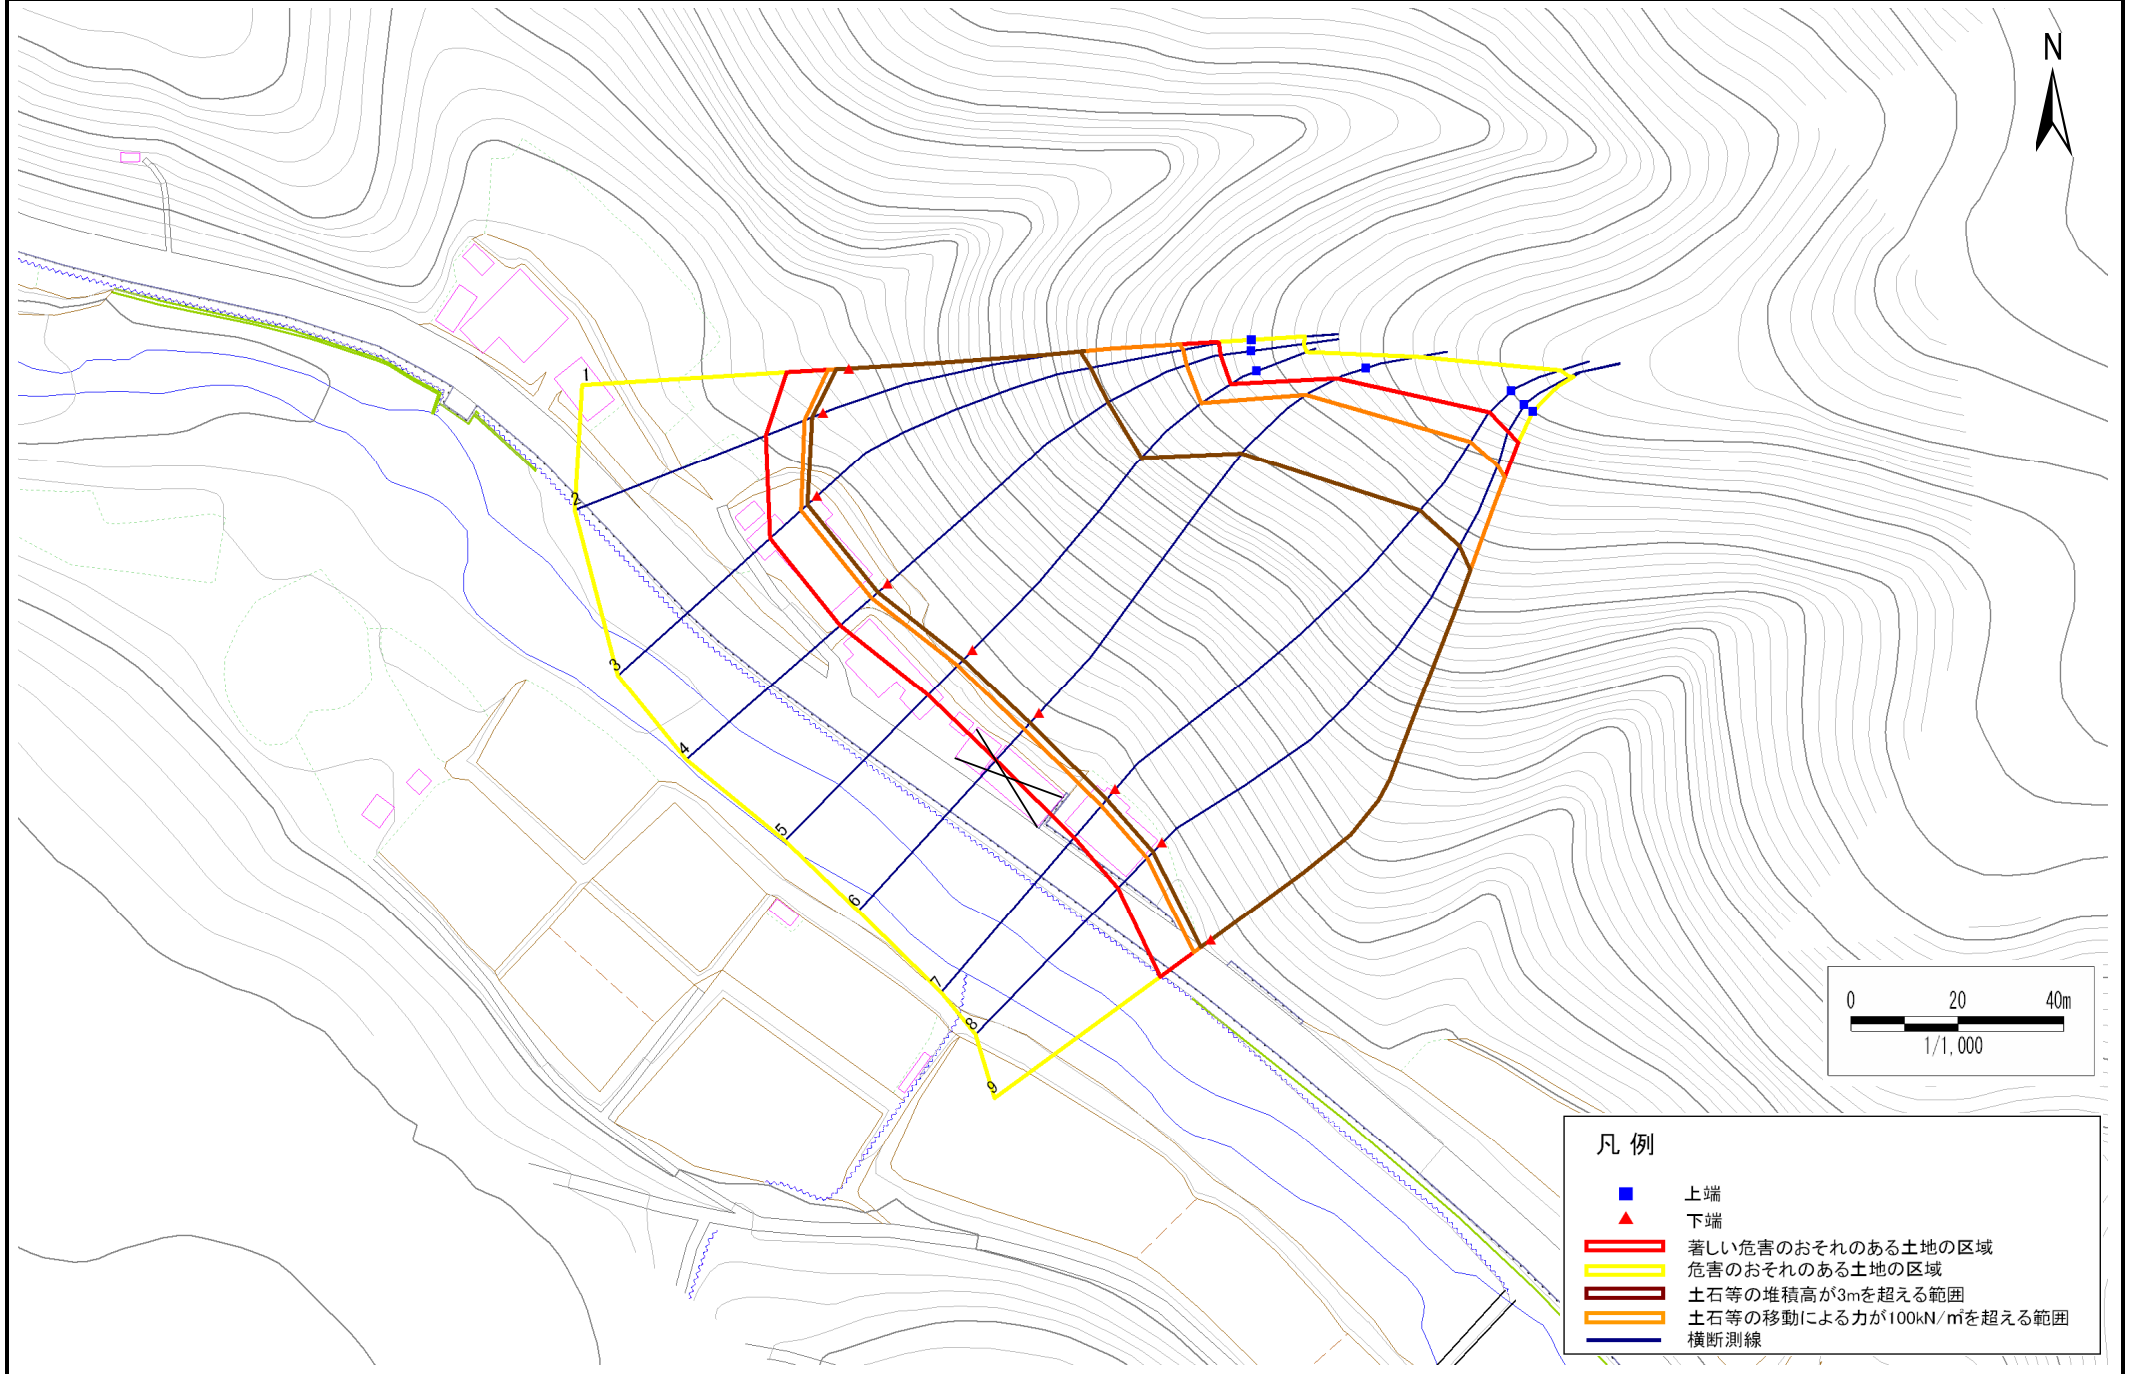 N
1
2
3
4
5
6
7
8
9
0 20 40m
1/1,000
凡 例
上端
下端
著しい危害のおそれのある土地の区域
危害のおそれのある土地の区域
土石等の堆積高が3mを超える範囲
土石等の移動による力が100kN/㎡を超える範囲
横断測線